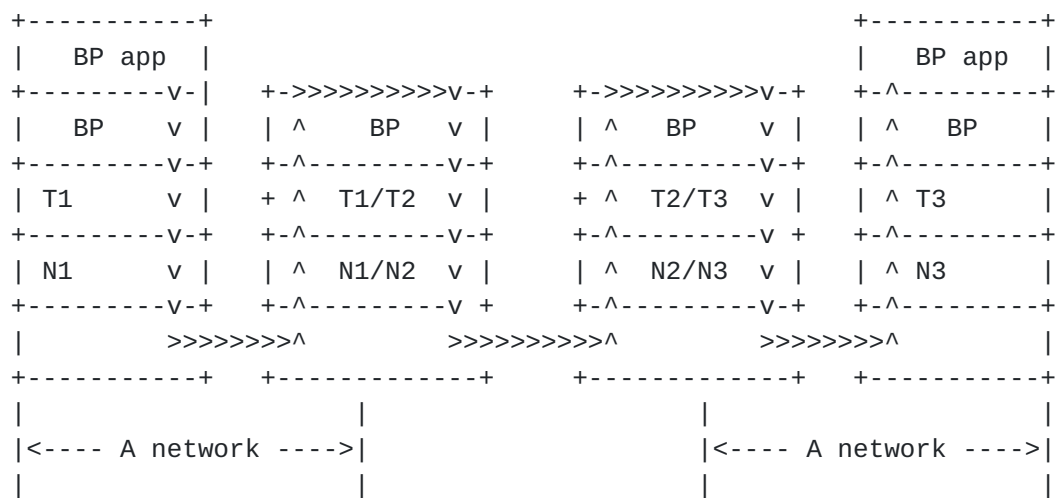 +-----------+                                         +-----------+
|   BP app  |                                         |   BP app  |
+---------v-|   +->>>>>>>>>>v-+     +->>>>>>>>>>v-+   +-^---------+
|   BP    v |   | ^    BP   v |     | ^   BP    v |   | ^   BP    |
+---------v-+   +-^---------v-+     +-^---------v-+   +-^---------+
| T1      v |   + ^  T1/T2  v |     + ^  T2/T3  v |   | ^ T3      |
+---------v-+   +-^---------v-+     +-^---------v +   +-^---------+
| N1      v |   | ^  N1/N2  v |     | ^  N2/N3  v |   | ^ N3      |
+---------v-+   +-^---------v +     +-^---------v-+   +-^---------+
|         >>>>>>>>^         >>>>>>>>>>^         >>>>>>>>^         |
+-----------+   +-------------+     +-------------+   +-----------+
|                     |                     |                     |
|<---- A network ---->|                     |<---- A network ---->|
|                     |                     |                     |